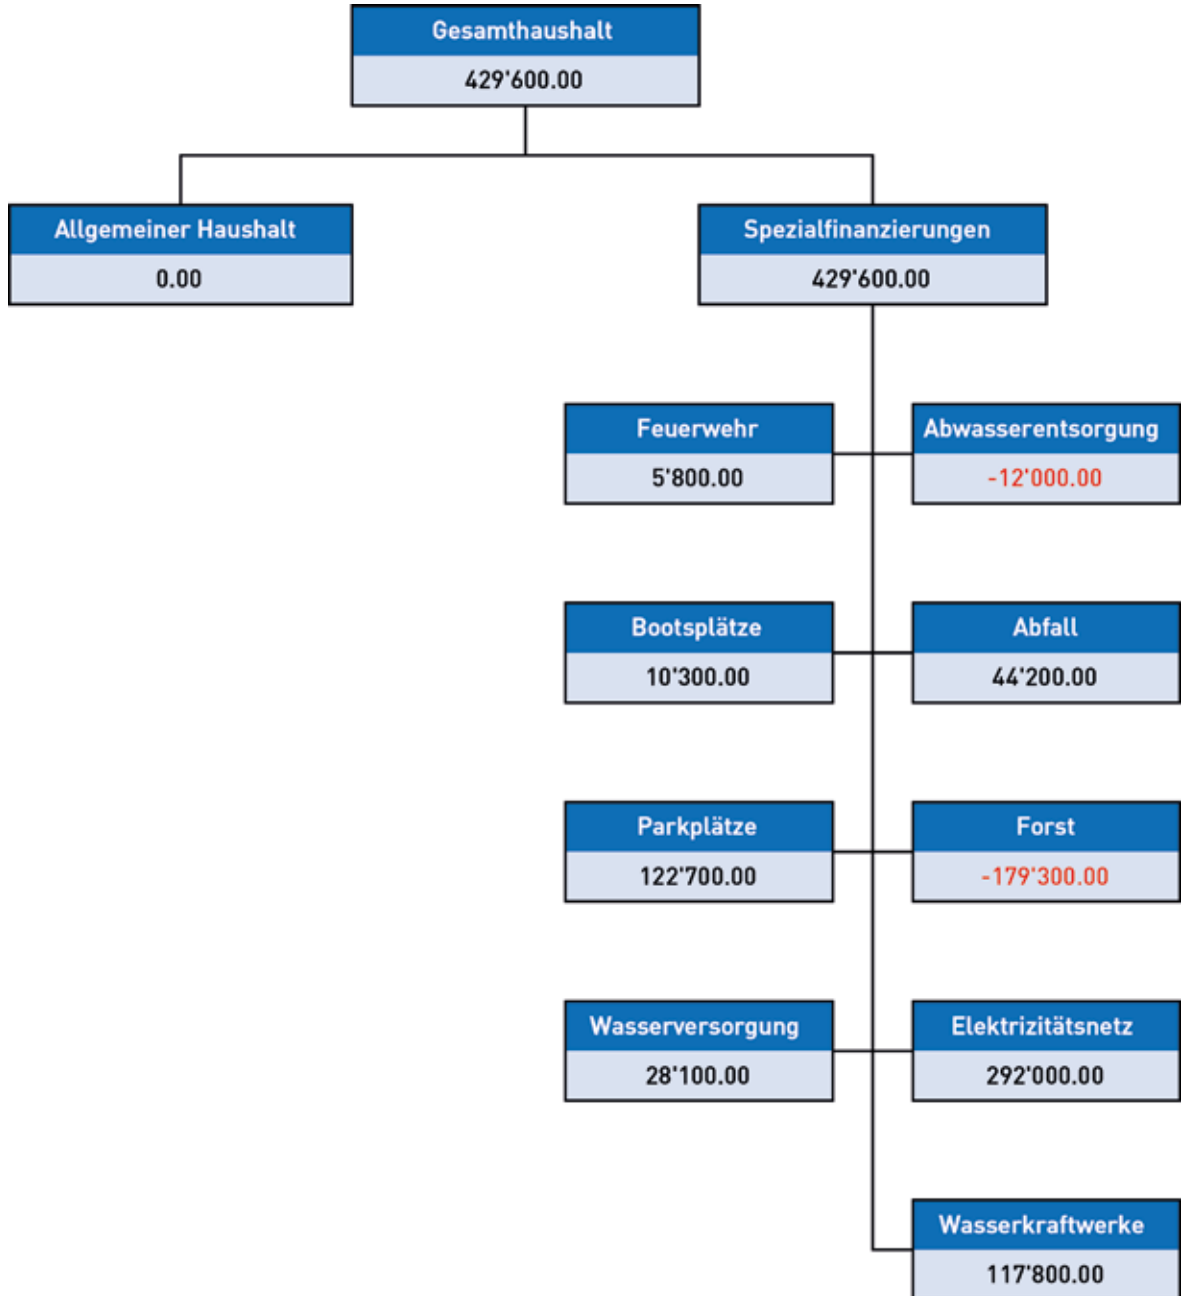 Gesamthaushalt
429'600.00
Allgemeiner Haushalt
0.00
Spezialfinanzierungen
429'600.00
Feuerwehr
5'800.00
Abwasserentsorgung
-12'000.00
Bootsplätze
10'300.00
Abfall
44'200.00
Parkplätze
122'700.00
Forst
-179'300.00
Wasserversorgung
28'100.00
Elektrizitätsnetz
292'000.00
Wasserkraftwerke
117'800.00